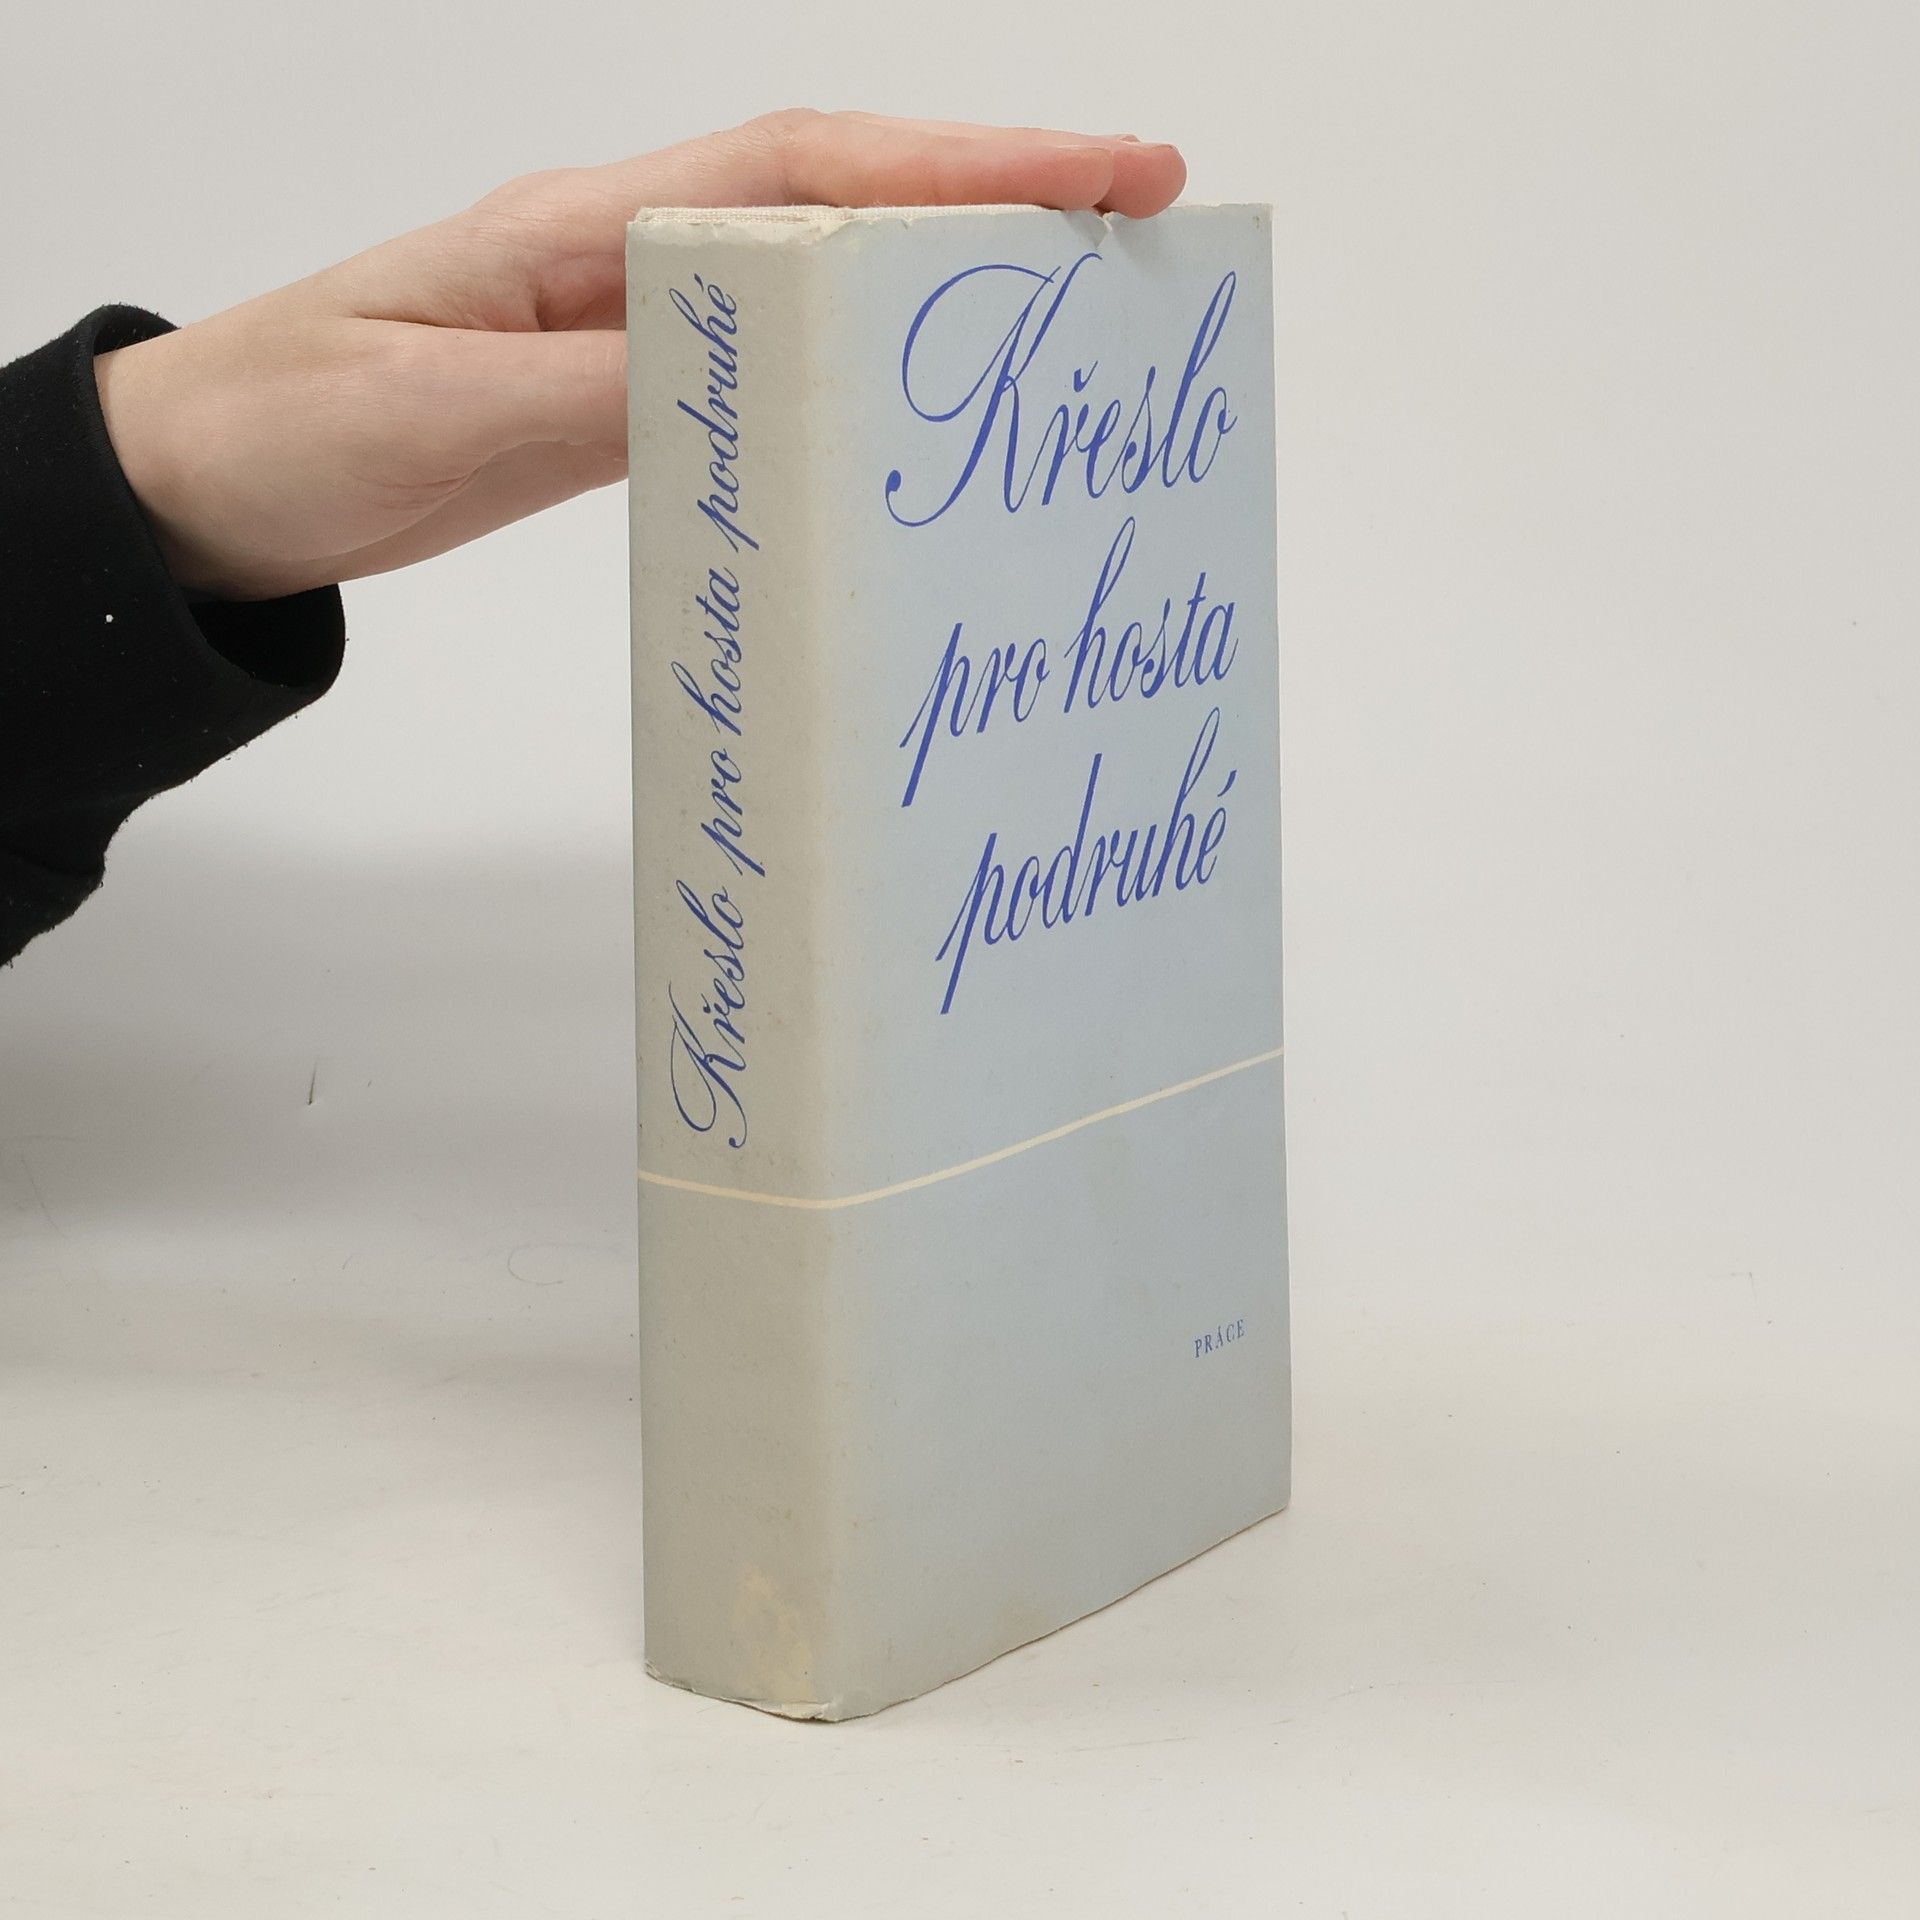 Křeslo pro hosta podruhé
Křeslo
pro hosta
podruhé
PRÁCE